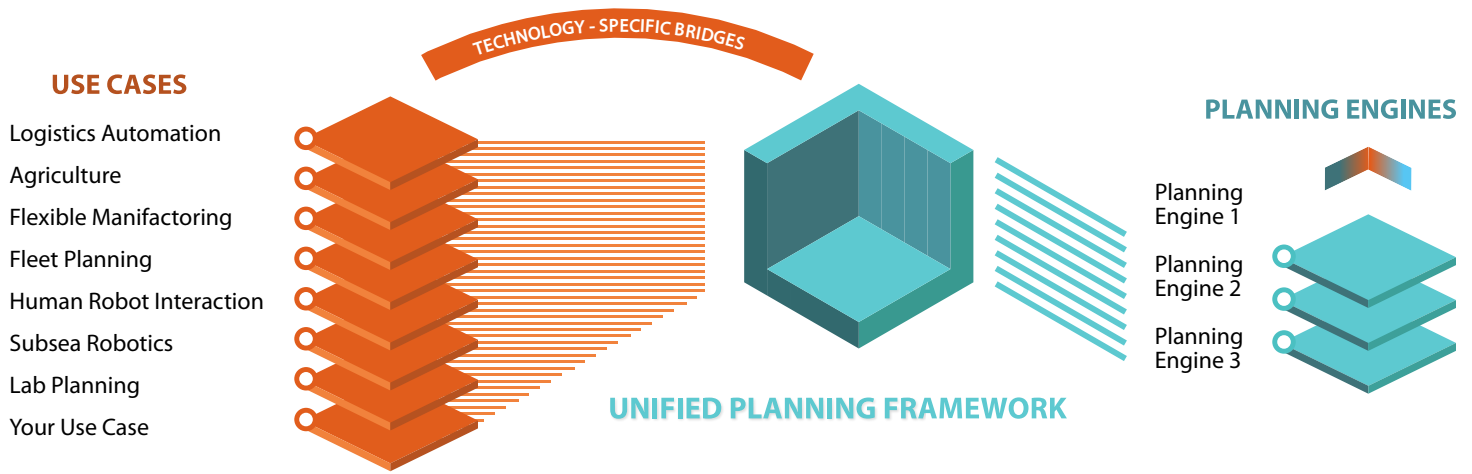 TECHNOLOGY - SPECIFIC BRIDGES
USE CASES
Logistics Automation
Agriculture
Flexible Manifactoring
Fleet Planning
Human Robot Interaction
Subsea Robotics
Lab Planning
Your Use Case
UNIFIED PLANNING FRAMEWORK
PLANNING ENGINES
Planning
Engine 1
Planning
Engine 2
Planning
Engine 3